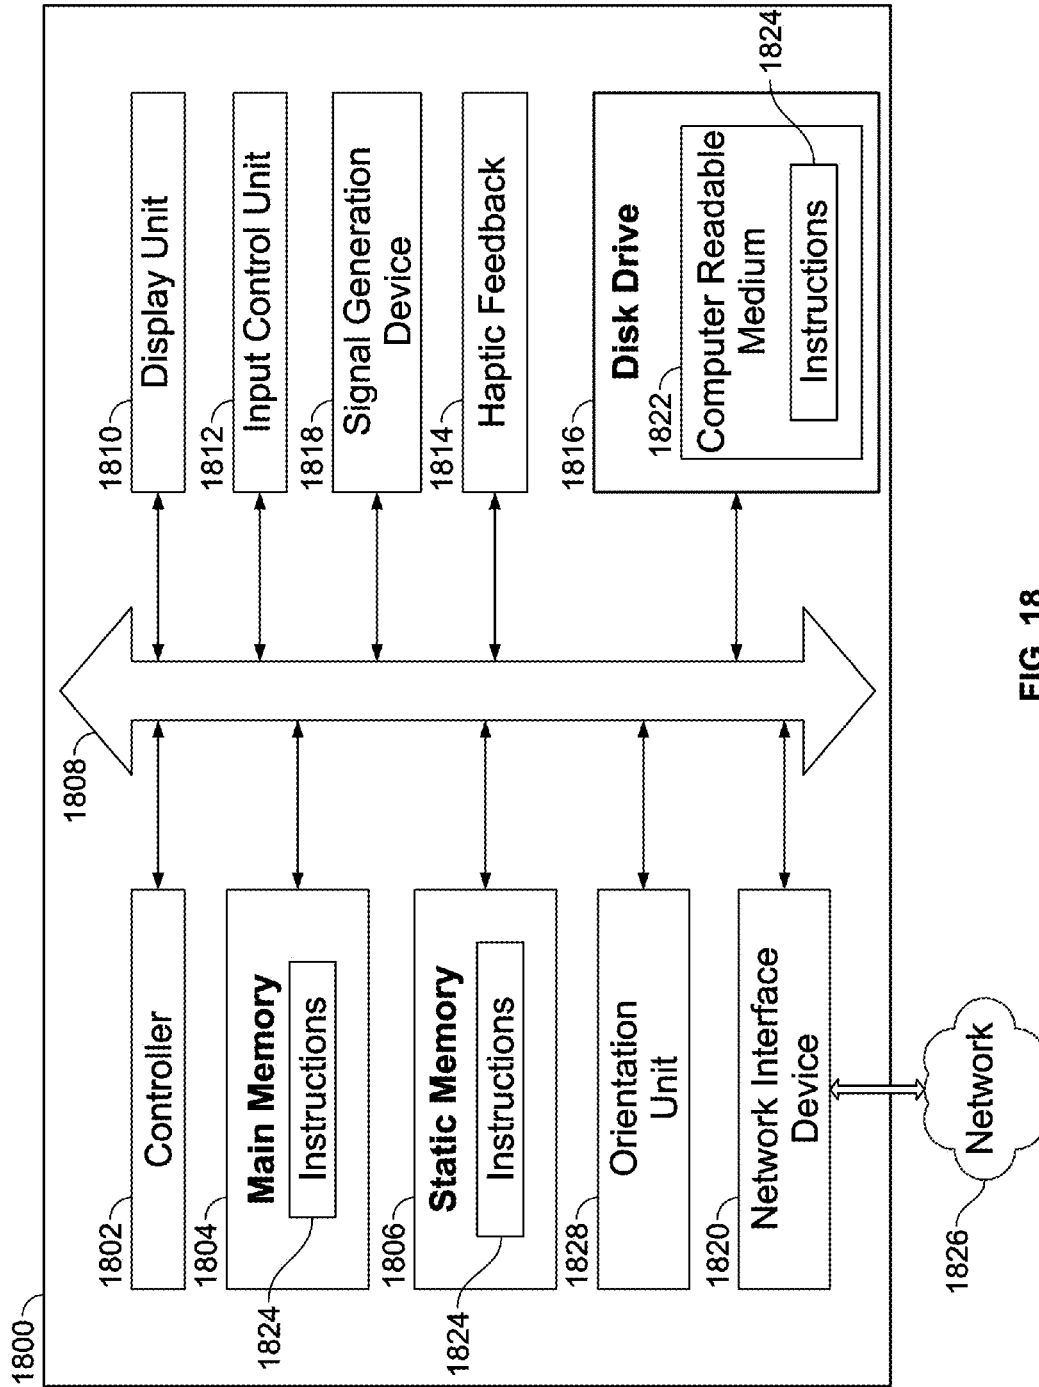 1800
1808
1802
Controller
1804
Main Memory
Instructions
1824
1806
Static Memory
Instructions
1824
1828
Orientation
Unit
1820
Network Interface
Device
1826
Network
1810
Display Unit
1812
Input Control Unit
1818
Signal Generation
Device
1814
Haptic Feedback
1816
Disk Drive
1822
Computer Readable
Medium
Instructions
1824
FIG. 18